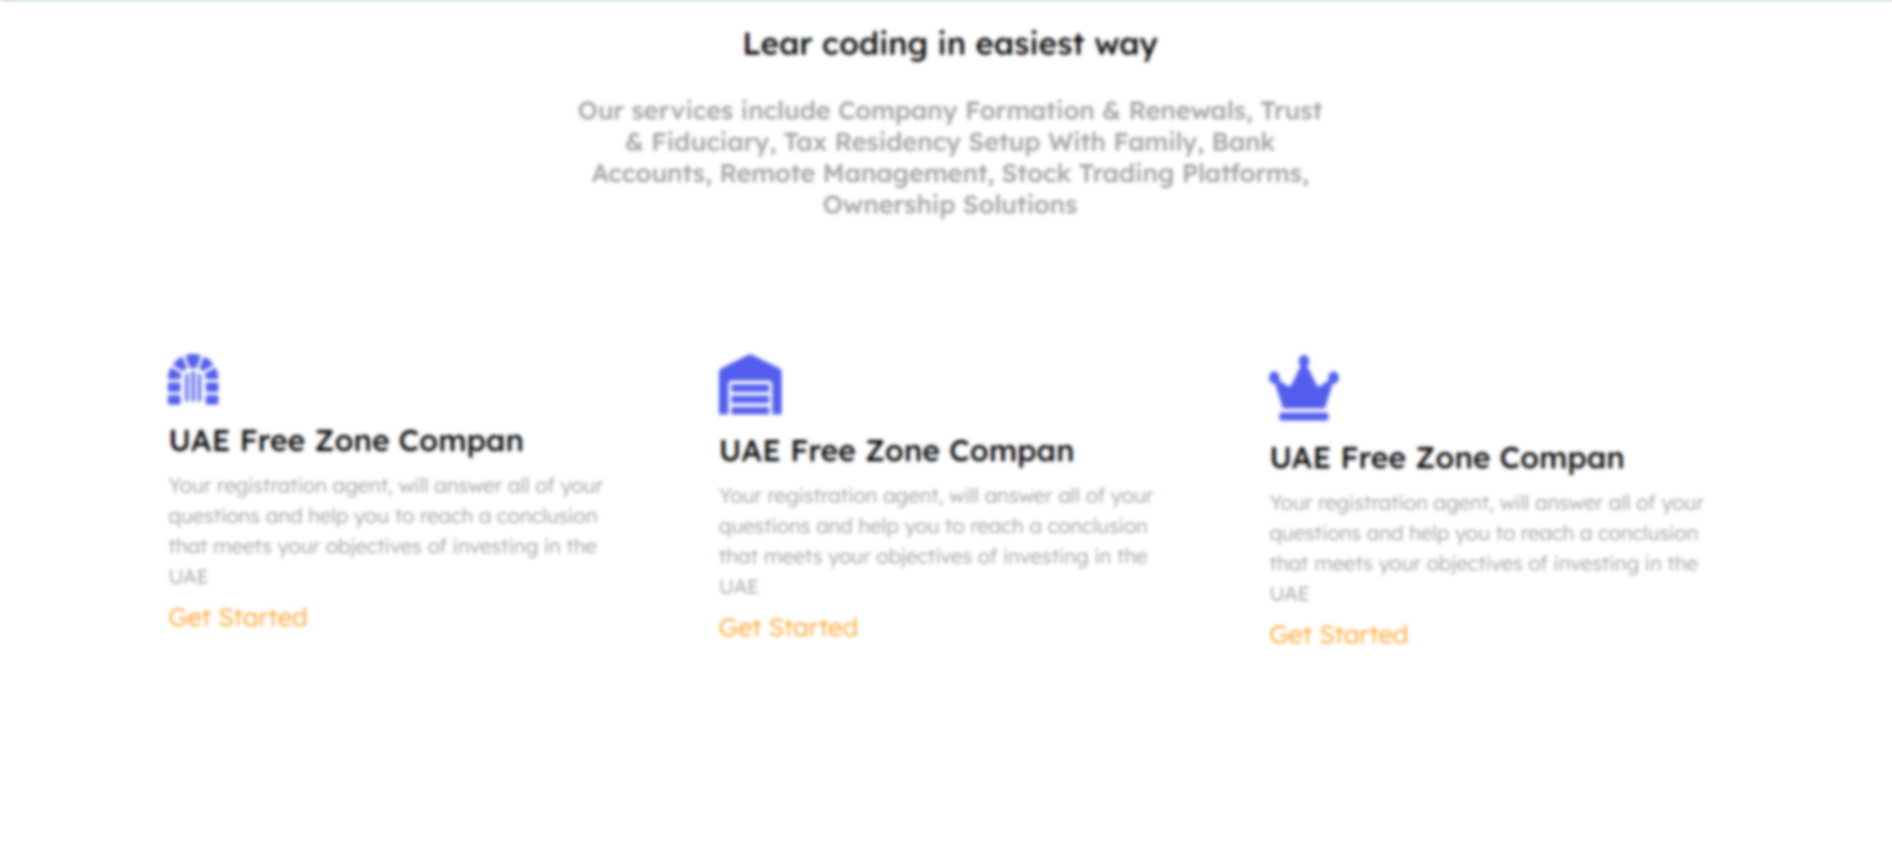 Lear coding in easiest way
Our services include Company Formation & Renewals, Trust
& Fiduciary, Tax Residency Setup With Family, Bank
Accounts, Remote Management, Stock Trading Platforms,
Ownership Solutions
UAE Free Zone Compan
Your registration agent, will answer all of your
questions and help you to reach a conclusion
that meets your objectives of investing in the
UAE
Get Started
UAE Free Zone Compan
Your registration agent, will answer all of your
questions and help you to reach a conclusion
that meets your objectives of investing in the
UAE
Get Started
UAE Free Zone Compan
Your registration agent, will answer all of your
questions and help you to reach a conclusion
that meets your objectives of investing in the
UAE
Get Started